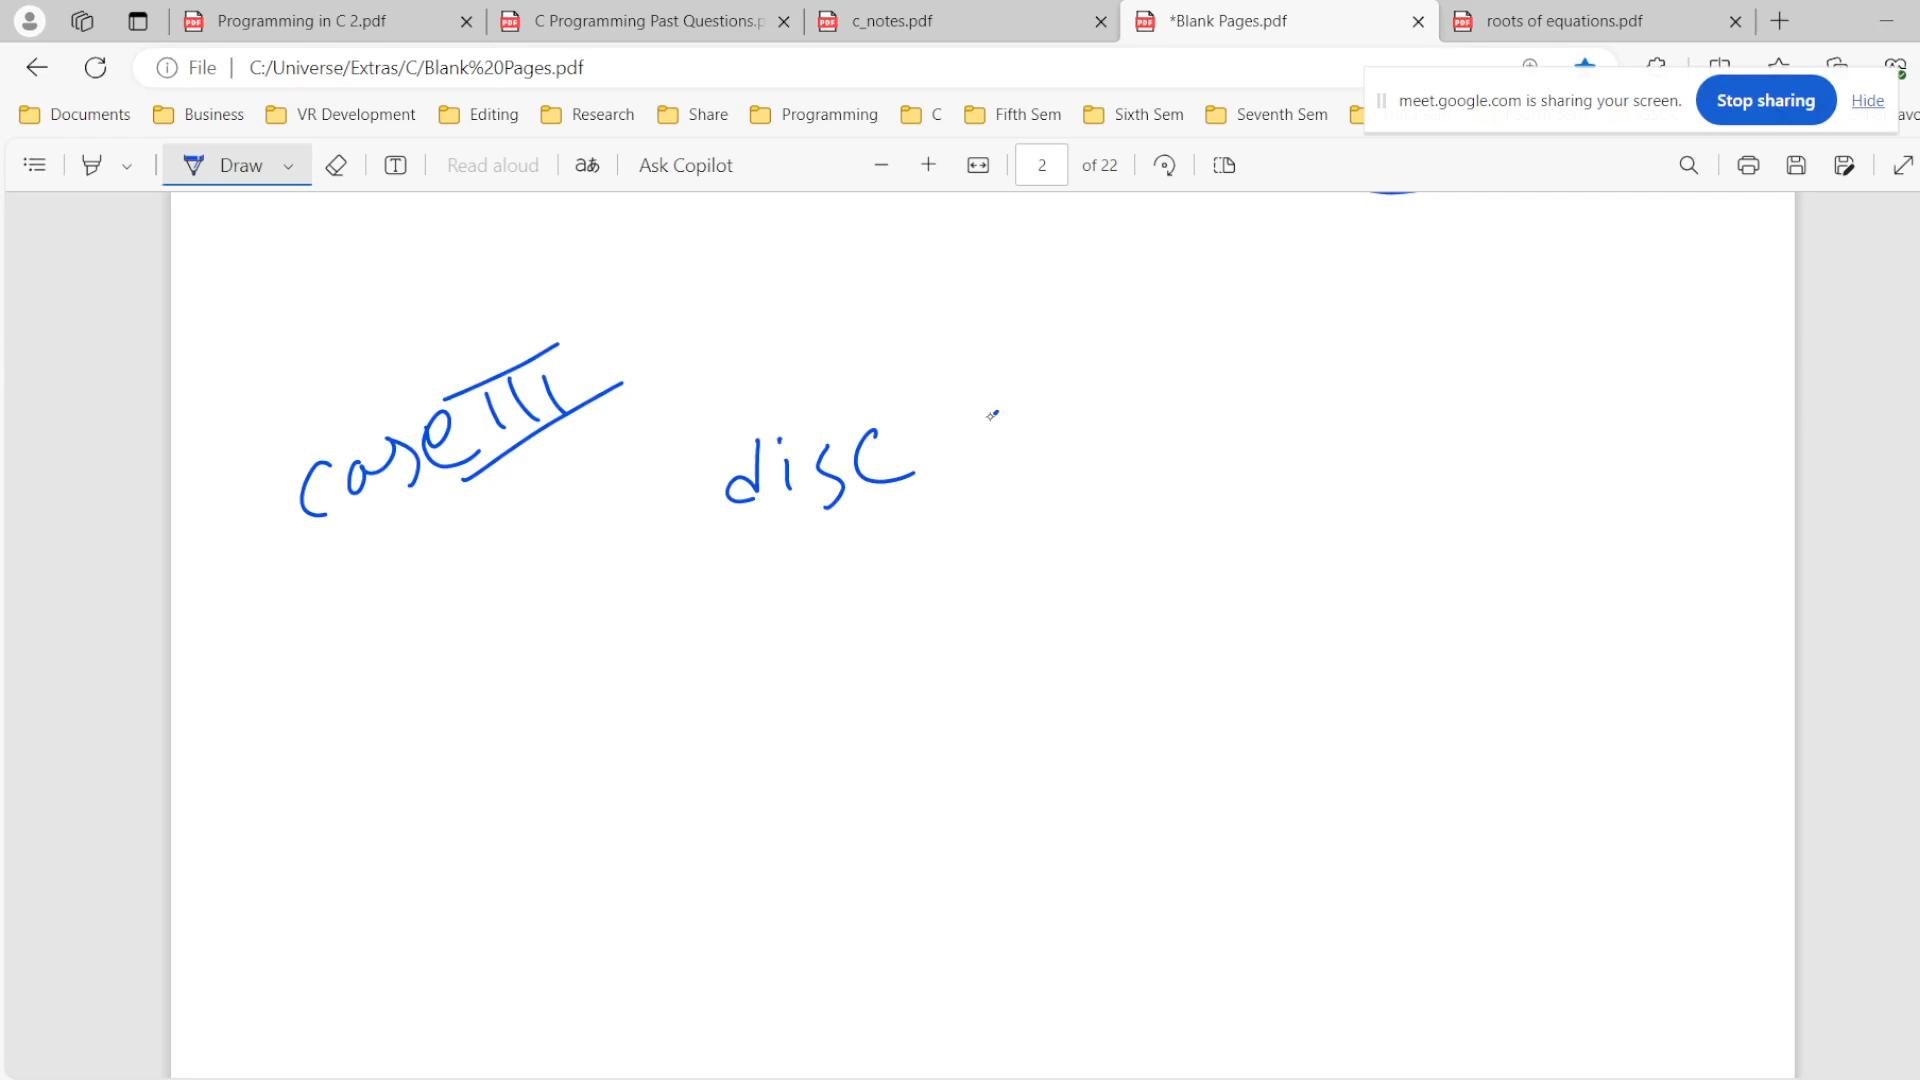 Programming in C 2.pdf
C Programming Past Questions.p
c_notes.pdf
*Blank Pages.pdf
roots of equations.pdf
File
C:/Universe/Extras/C/Blank%20Pages.pdf
meet.google.com is sharing your screen.
Stop sharing
Hide
Documents
Business
VR Development
Editing
Research
Share
Programming
C
Fifth Sem
Sixth Sem
Seventh Sem
Draw
Read aloud
Ask Copilot
2
of 22
case III
disc